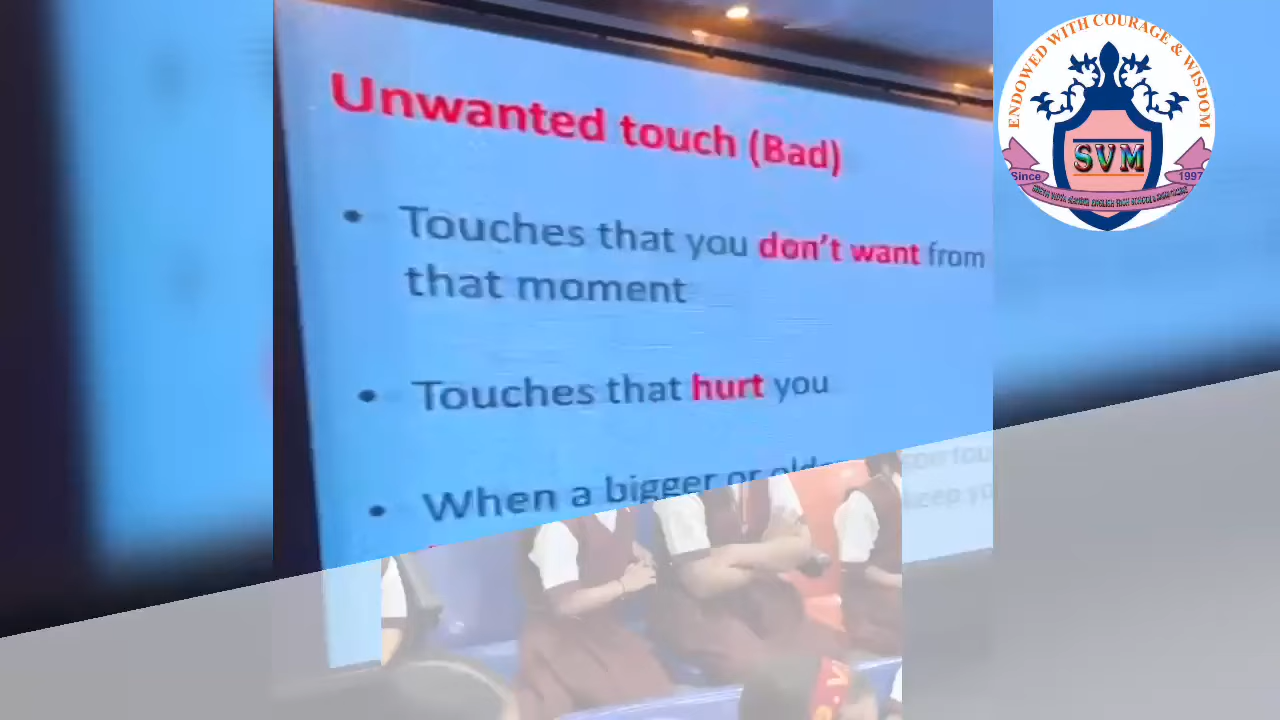 Unwanted touch (Bad)
• Touches that you don't want from
that moment
• Touches that hurt you
• When a bigger or
ENDOWED WITH COURAGE & WISDOM
SVM
Since 1997